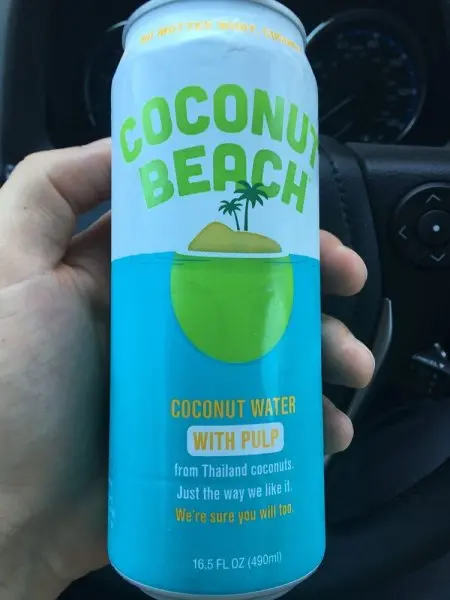 COCONUT
BEACH
COCONUT WATER
WITH PULP
from Thailand coconuts.
Just the way we like it.
We're sure you will too.
16.5 FL OZ (490ml)